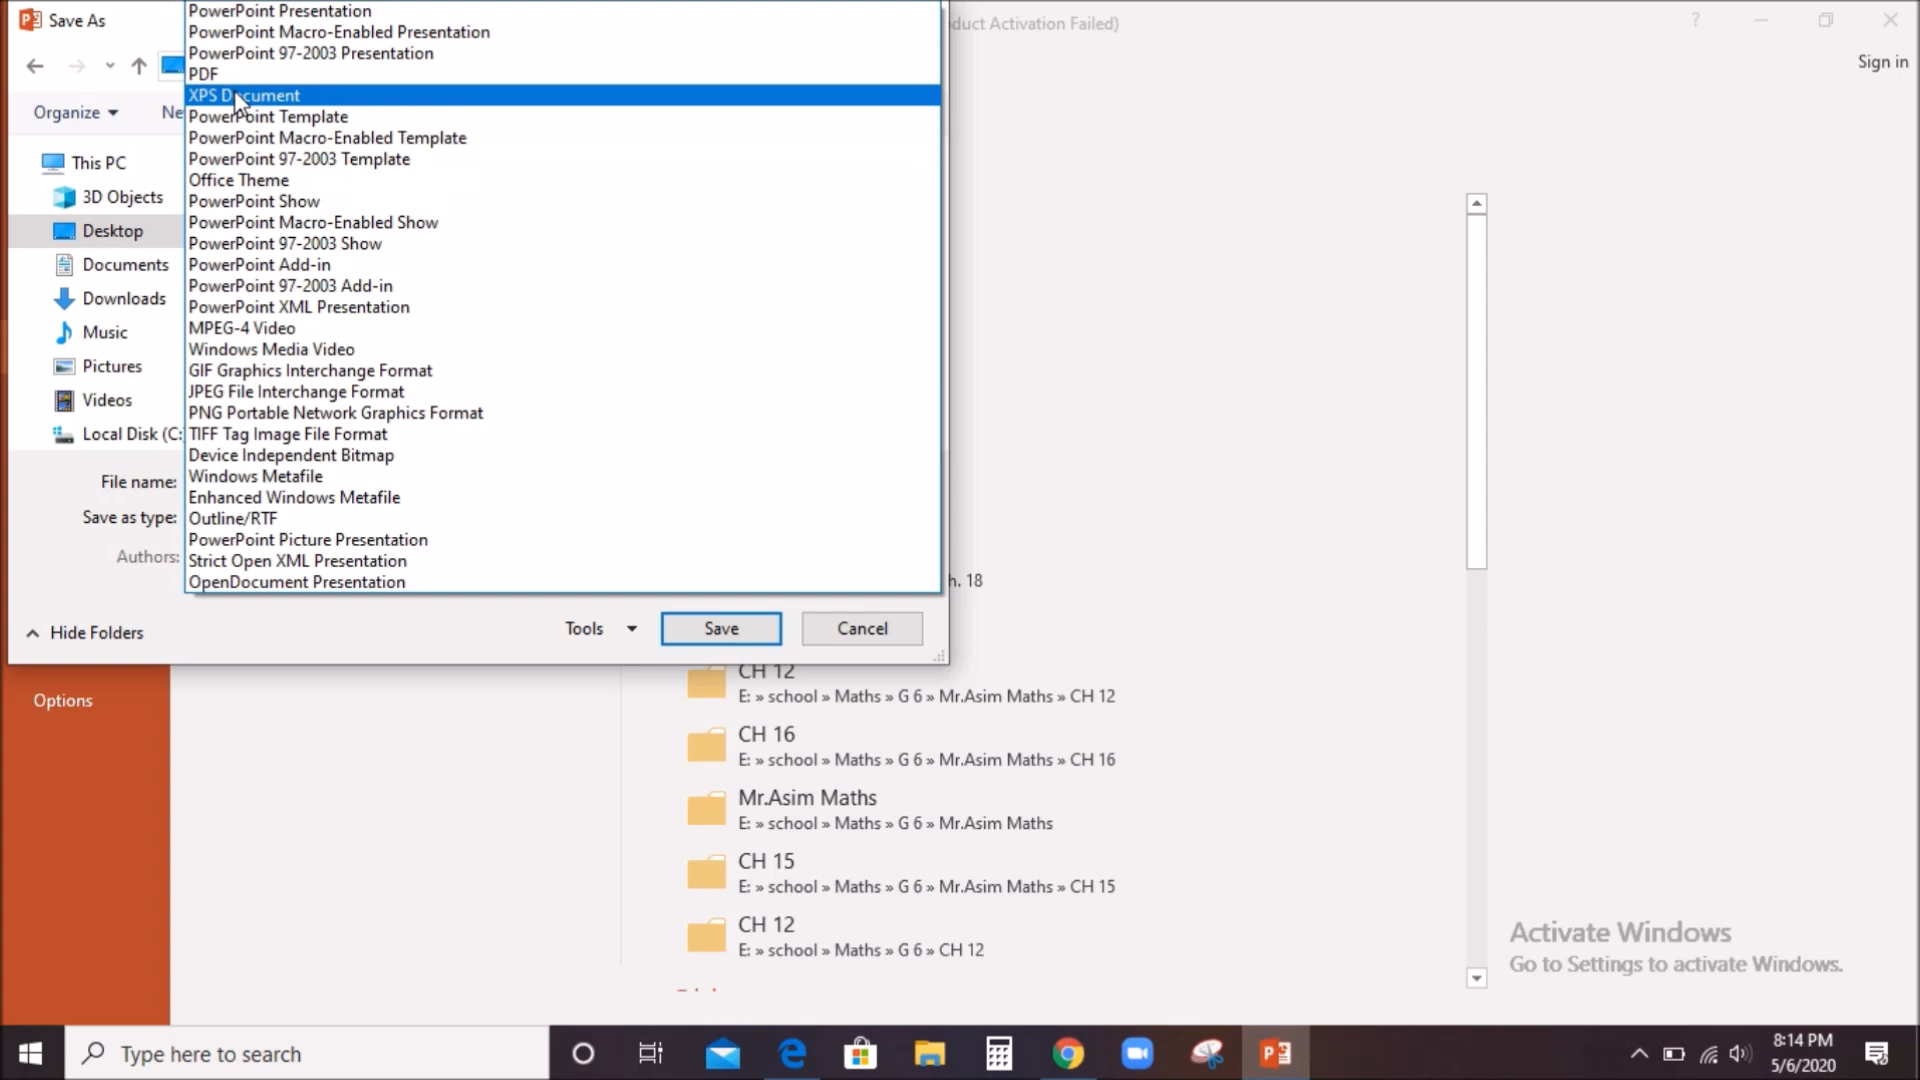 Save As
duct Activation Failed)
Sign in
Organize
Ne
This PC
3D Objects
Desktop
Documents
Downloads
Music
Pictures
Videos
Local Disk (C:
PowerPoint Presentation
PowerPoint Macro-Enabled Presentation
PowerPoint 97-2003 Presentation
PDF
XPS Document
PowerPoint Template
PowerPoint Macro-Enabled Template
PowerPoint 97-2003 Template
Office Theme
PowerPoint Show
PowerPoint Macro-Enabled Show
PowerPoint 97-2003 Show
PowerPoint Add-in
PowerPoint 97-2003 Add-in
PowerPoint XML Presentation
MPEG-4 Video
Windows Media Video
GIF Graphics Interchange Format
JPEG File Interchange Format
PNG Portable Network Graphics Format
TIFF Tag Image File Format
Device Independent Bitmap
Windows Metafile
Enhanced Windows Metafile
Outline/RTF
PowerPoint Picture Presentation
Strict Open XML Presentation
OpenDocument Presentation
File name:
Save as type:
Authors:
h. 18
Hide Folders
Tools
Save
Cancel
Options
CH 12
E: » school » Maths » G 6 » Mr.Asim Maths » CH 12
CH 16
E: » school » Maths » G 6 » Mr.Asim Maths » CH 16
Mr.Asim Maths
E: » school » Maths » G 6 » Mr.Asim Maths
CH 15
E: » school » Maths » G 6 » Mr.Asim Maths » CH 15
CH 12
E: » school » Maths » G 6 » CH 12
Activate Windows
Go to Settings to activate Windows.
Type here to search
8:14 PM
5/6/2020